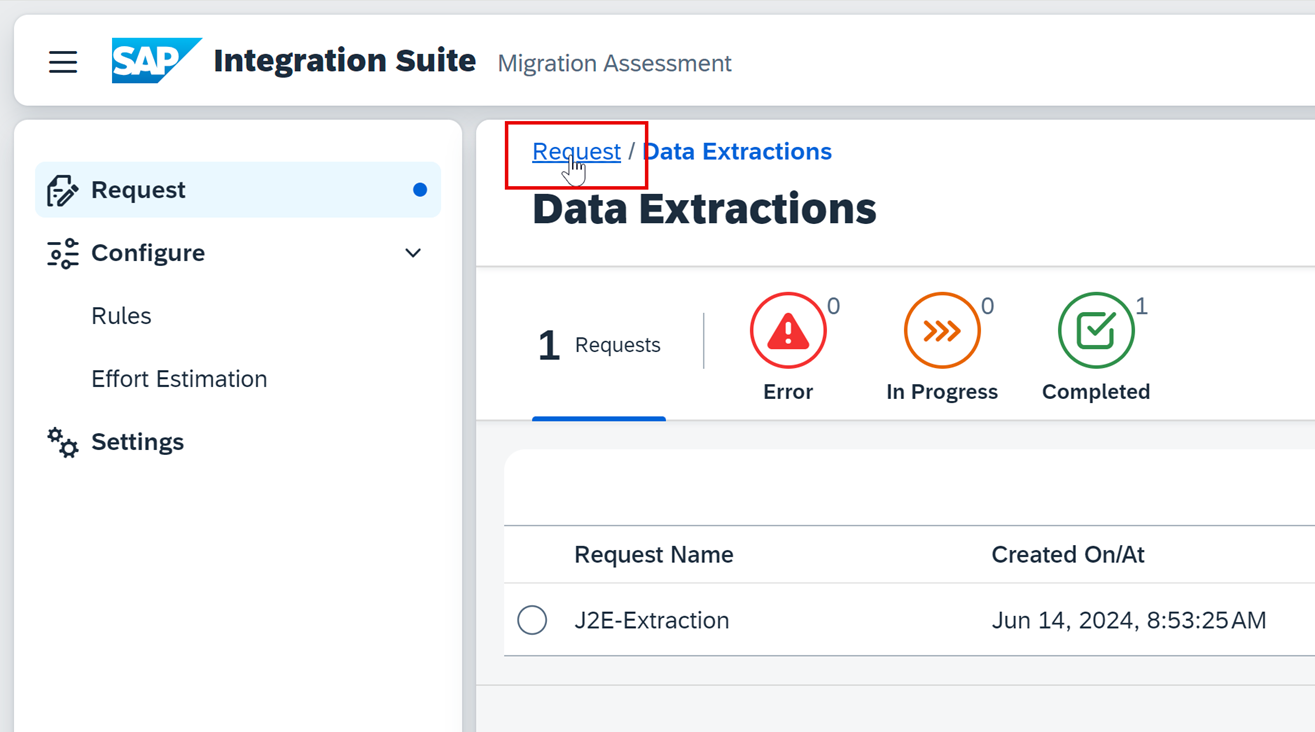 SAP Integration Suite Migration Assessment
Request / Data Extractions
Request
Data Extractions
Configure
Rules
Effort Estimation
Settings
1 Requests
0
0
1
Error
In Progress
Completed
Request Name Created On/At
J2E-Extraction Jun 14, 2024, 8:53:25 AM